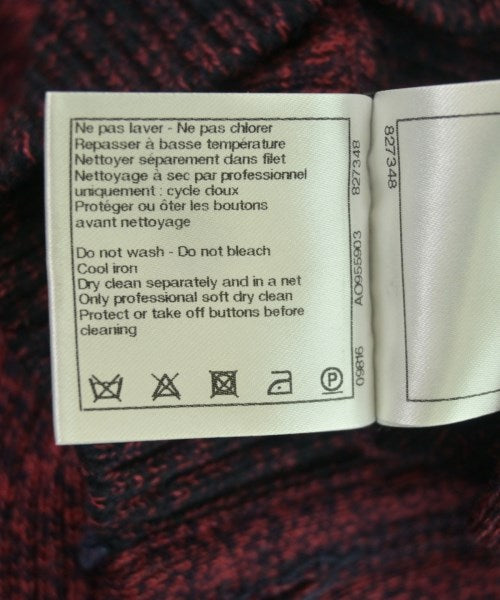 Ne pas laver - Ne pas chlorer
Repasser à basse température
Nettoyer séparement dans filet
Nettoyage à sec par professionnel
uniquement : cycle doux
Protéger ou ôter les boutons
avant nettoyage
Do not wash - Do not bleach
Cool iron
Dry clean separately and in a net
Only professional soft dry clean
Protect or take off buttons before
cleaning
P
09816
AO955903
827348
827348